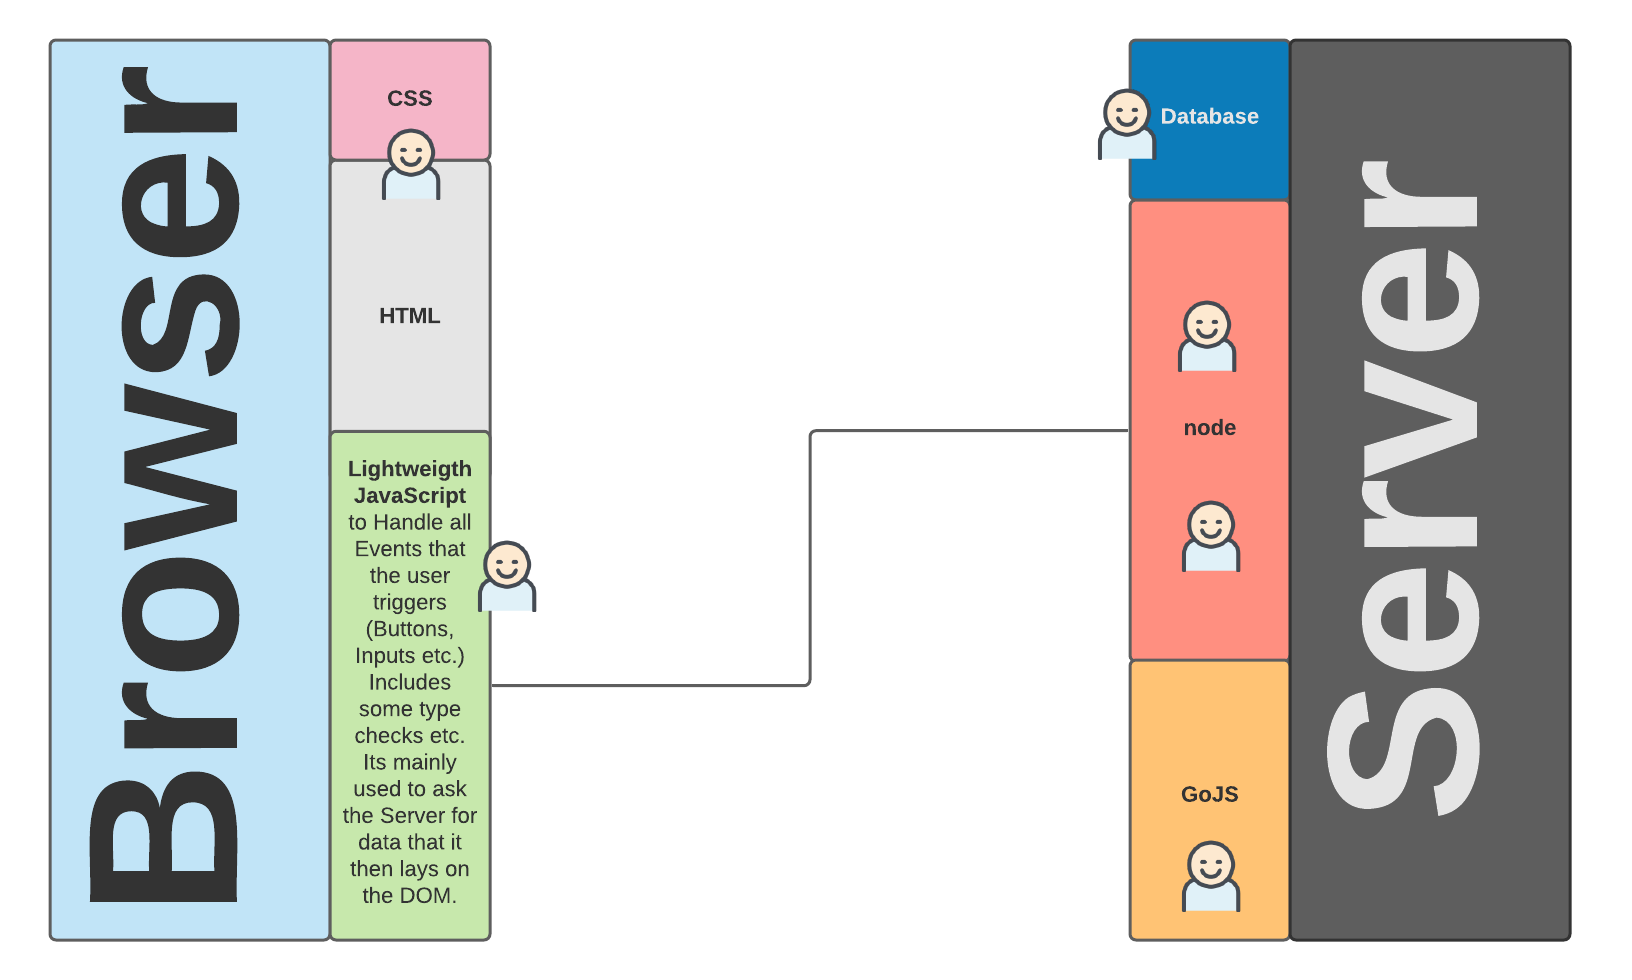 Browser
CSS
HTML
Lightweigth
JavaScript
to Handle all
Events that
the user
triggers
(Buttons,
Inputs etc.)
Includes
some type
checks etc.
Its mainly
used to ask
the Server for
data that it
then lays on
the DOM.
Database
node
GoJS
Server